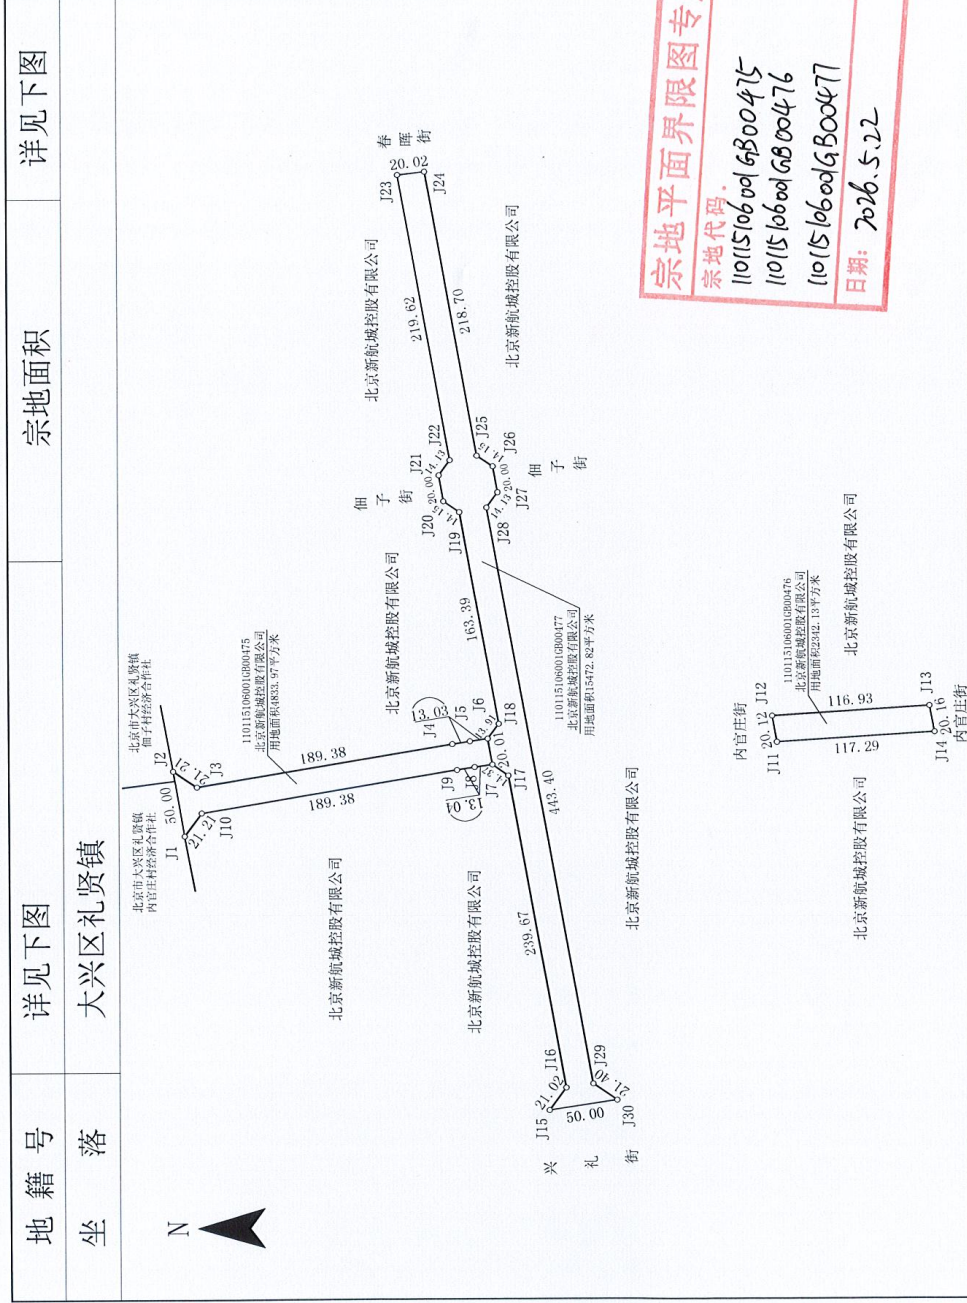 地 籍 号
详见下图
宗地面积
详见下图
坐 落
大兴区礼贤镇
N
北京市大兴区礼贤镇
内官庄村经济合作社
北京市大兴区礼贤镇
佃子村经济合作社
J1
50.00
J2
21.21
J3
21.21
J10
110115106001GB00475
北京新航城控股有限公司
用地面积4833.97平方米
189.38
189.38
北京新航城控股有限公司
北京新航城控股有限公司
J4
13.03
J5
J6
J9
J8
13.04
J7
20.01
J18
J17
北京新航城控股有限公司
163.39
239.67
443.40
110115106001GB00477
北京新航城控股有限公司
用地面积15472.82平方米
北京新航城控股有限公司
兴
礼
街
J15
21.02
J16
50.00
J29
21.40
J30
佃
子
街
J19
14.15
J20
20.00
J21
14.13
J22
J25
14.15
J26
20.00
J27
14.13
J28
佃
子
街
北京新航城控股有限公司
219.62
218.70
北京新航城控股有限公司
J23
20.02
J24
春
晖
街
内官庄街
J11
20.12
J12
110115106001GB00476
北京新航城控股有限公司
用地面积2342.13平方米
117.29
116.93
J14
20.16
J13
内官庄街
北京新航城控股有限公司
北京新航城控股有限公司
宗地平面界限图专
宗地代码:
110115106001GB00475
110115106001GB00476
110115106001GB00477
日期: 2026.5.22